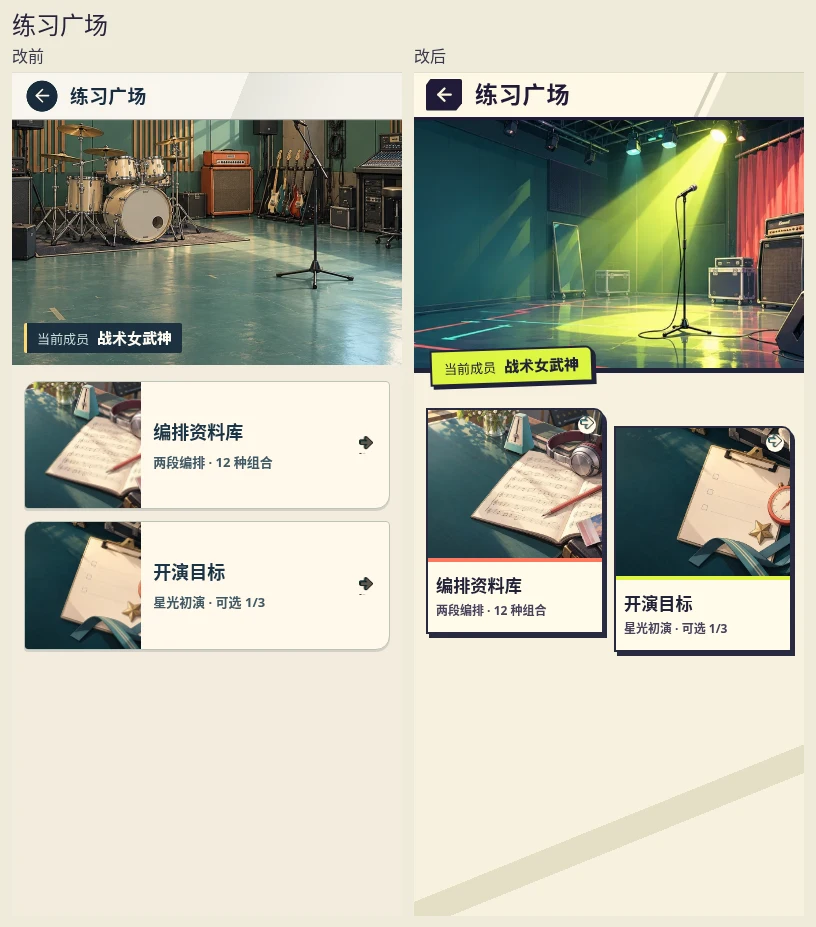 练习广场
改前
练习广场
当前成员 战术女武神
编排资料库
两段编排 · 12 种组合
开演目标
星光初演 · 可选 1/3
改后
练习广场
当前成员 战术女武神
编排资料库
两段编排 · 12 种组合
开演目标
星光初演 · 可选 1/3